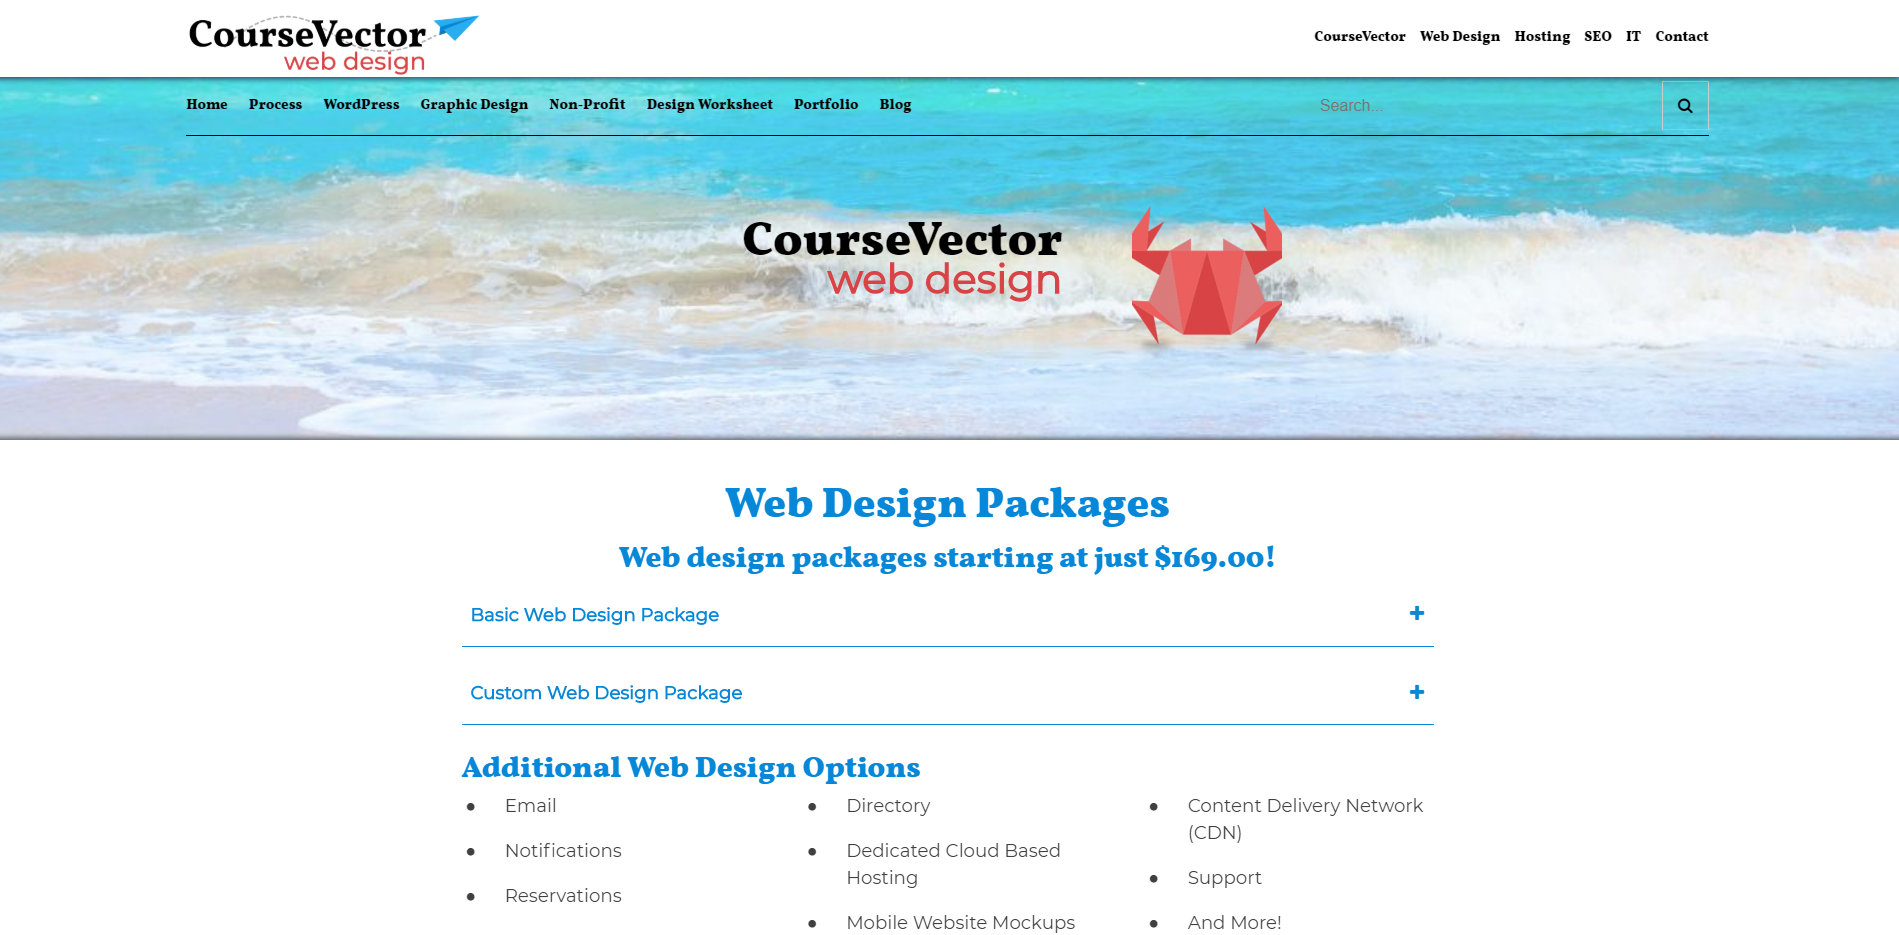 CourseVector
web design
CourseVector Web Design Hosting SEO IT Contact
Home Process WordPress Graphic Design Non-Profit Design Worksheet Portfolio Blog
Search...
CourseVector
web design
Web Design Packages
Web design packages starting at just $169.00!
Basic Web Design Package
Custom Web Design Package
Additional Web Design Options
Email
Notifications
Reservations
Directory
Dedicated Cloud Based
Hosting
Mobile Website Mockups
Content Delivery Network
(CDN)
Support
And More!